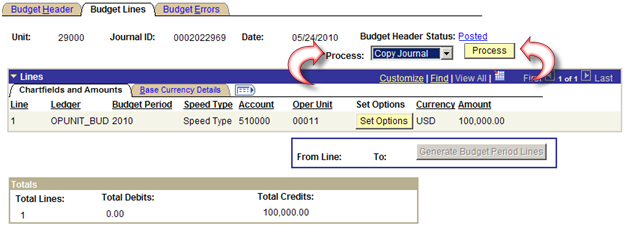 Budget Header Budget Lines Budget Errors
Unit: 29000 Journal ID: 0002022969 Date: 05/24/2010 Budget Header Status: Posted
*Process: Copy Journal Process
Lines Customize | Find | View All | First 1 of 1 Last
Chartfields and Amounts Base Currency Details
Line Ledger Budget Period Speed Type Account Oper Unit Set Options Currency Amount
1 OPUNIT_BUD 2010 Speed Type 510000 00011 Set Options USD 100,000.00
From Line: To: Generate Budget Period Lines
Totals
Total Lines: Total Debits: Total Credits:
1 0.00 100,000.00